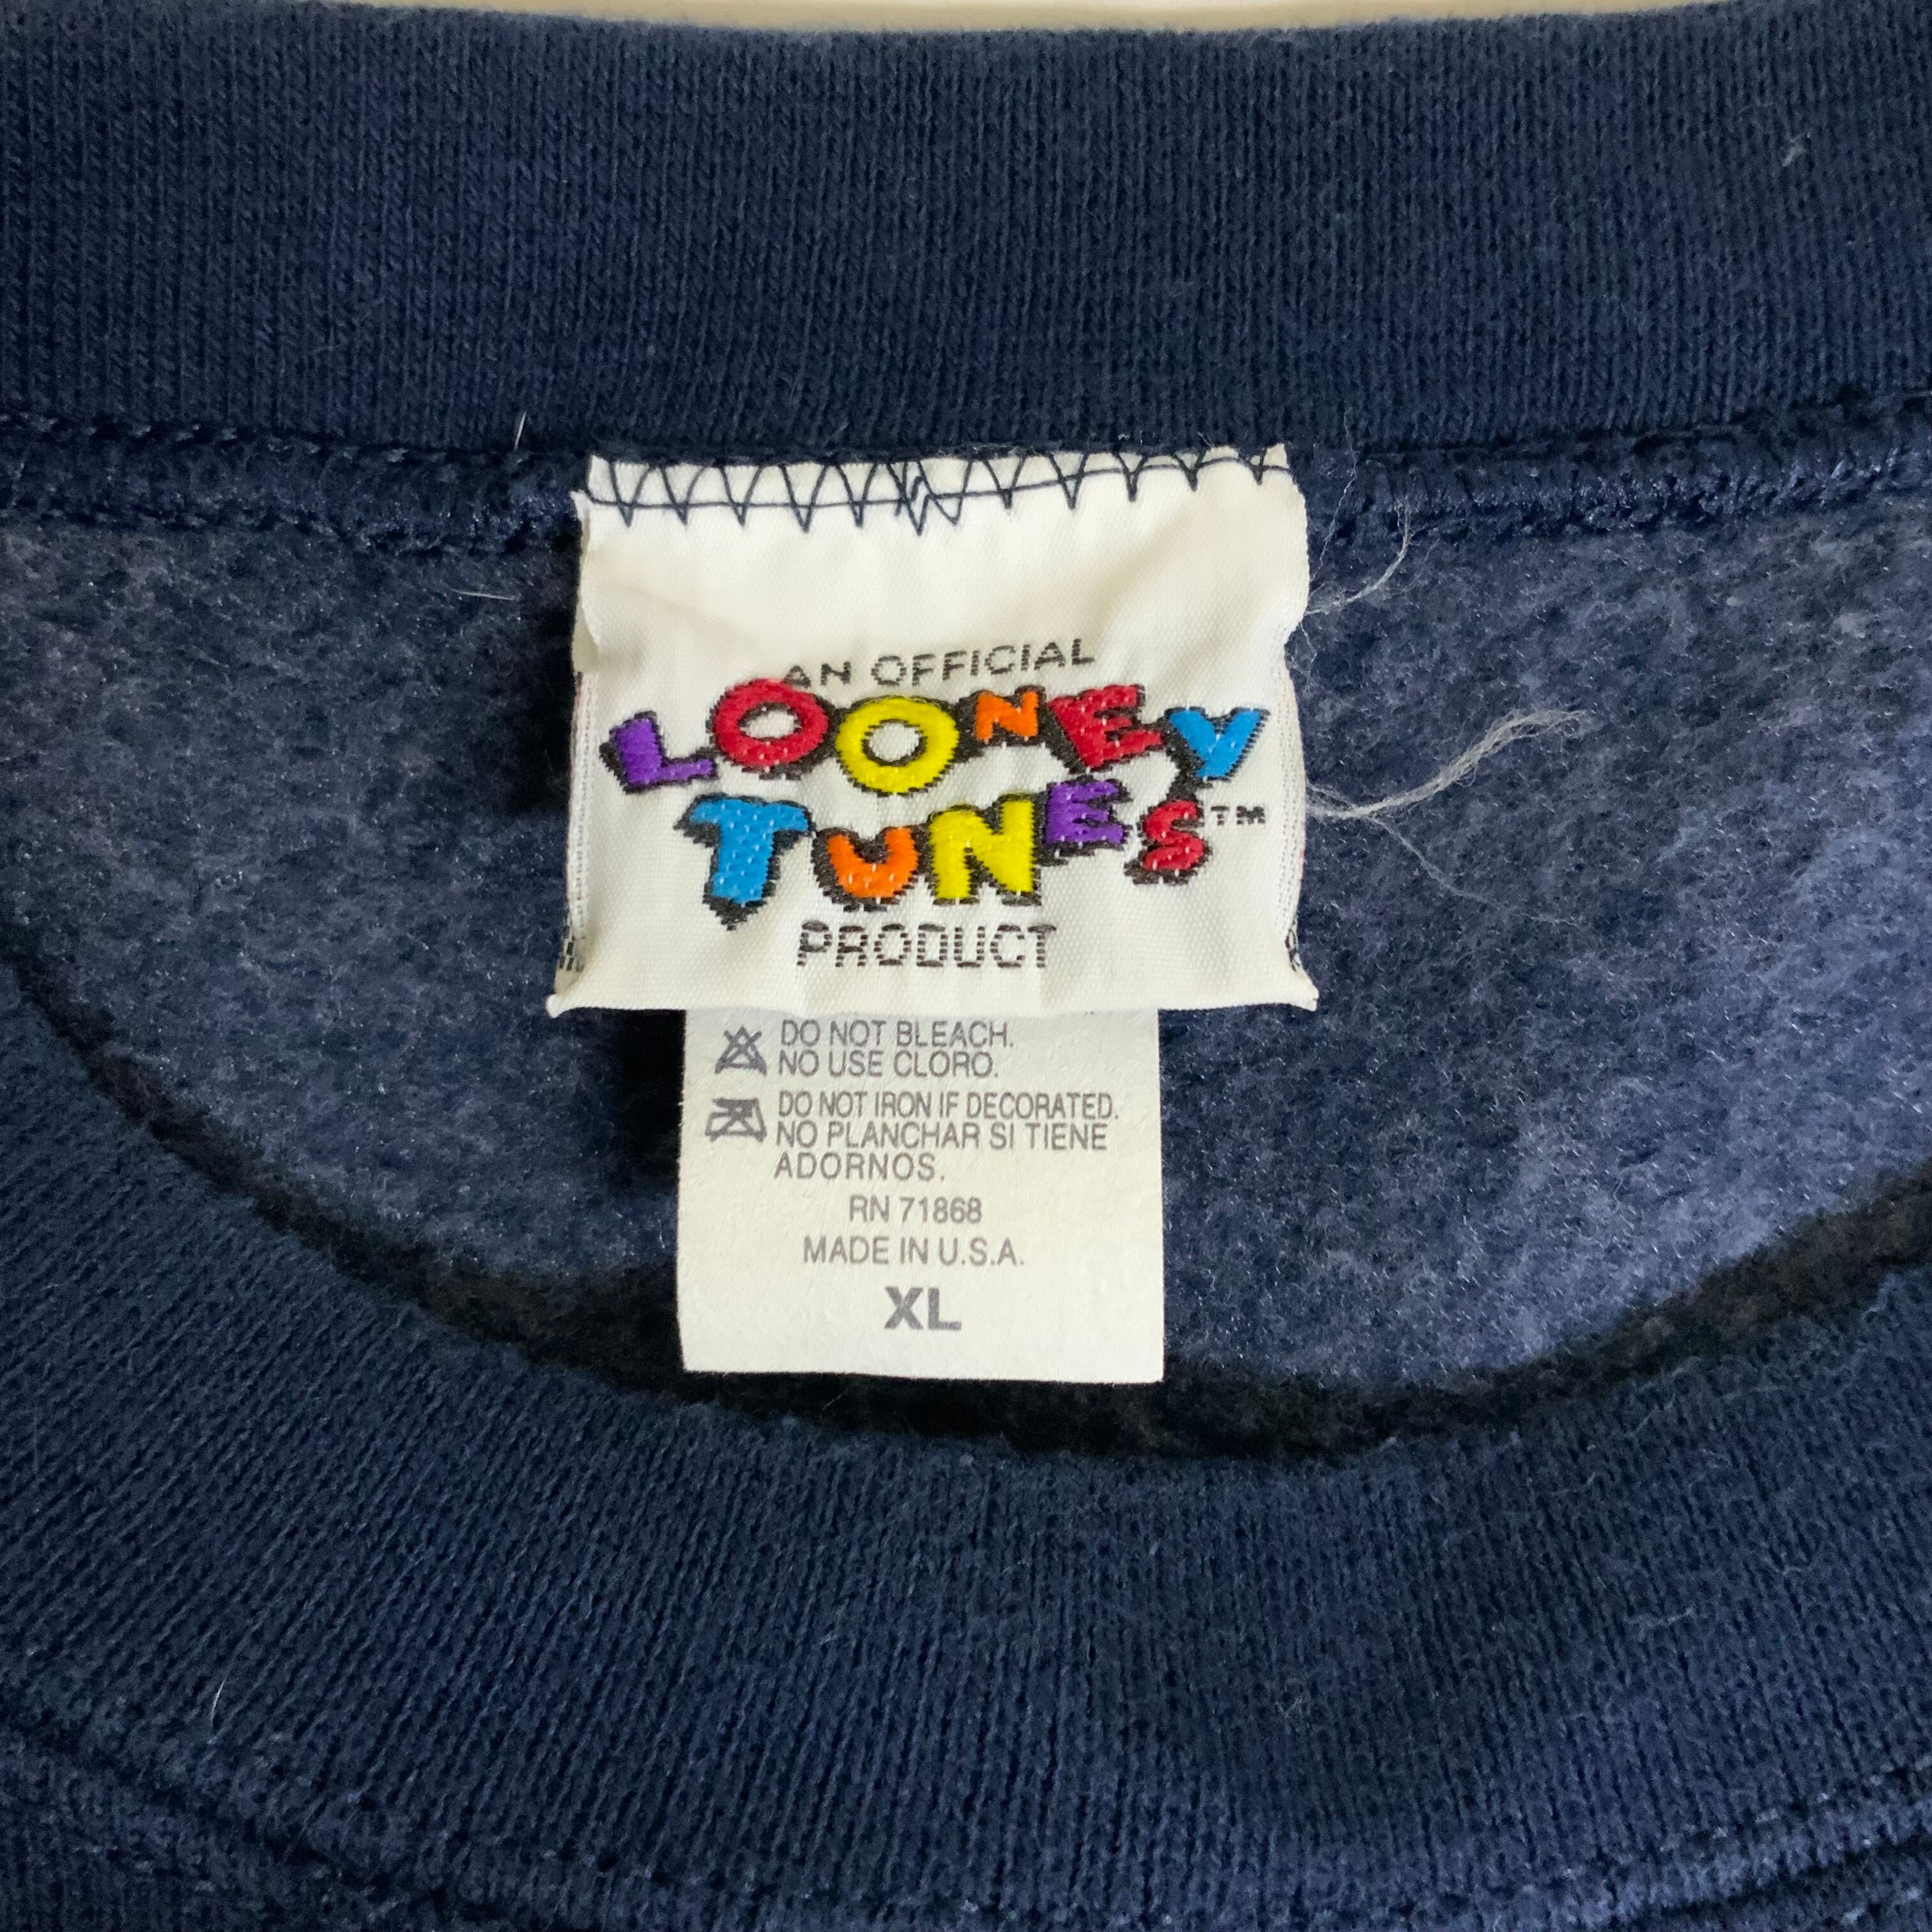 AN OFFICIAL
LOONEY
TUNES™
PRODUCT
DO NOT BLEACH.
NO USE CLORO.
DO NOT IRON IF DECORATED.
NO PLANCHAR SI TIENE
ADORNOS.
RN 71868
MADE IN U.S.A.
XL